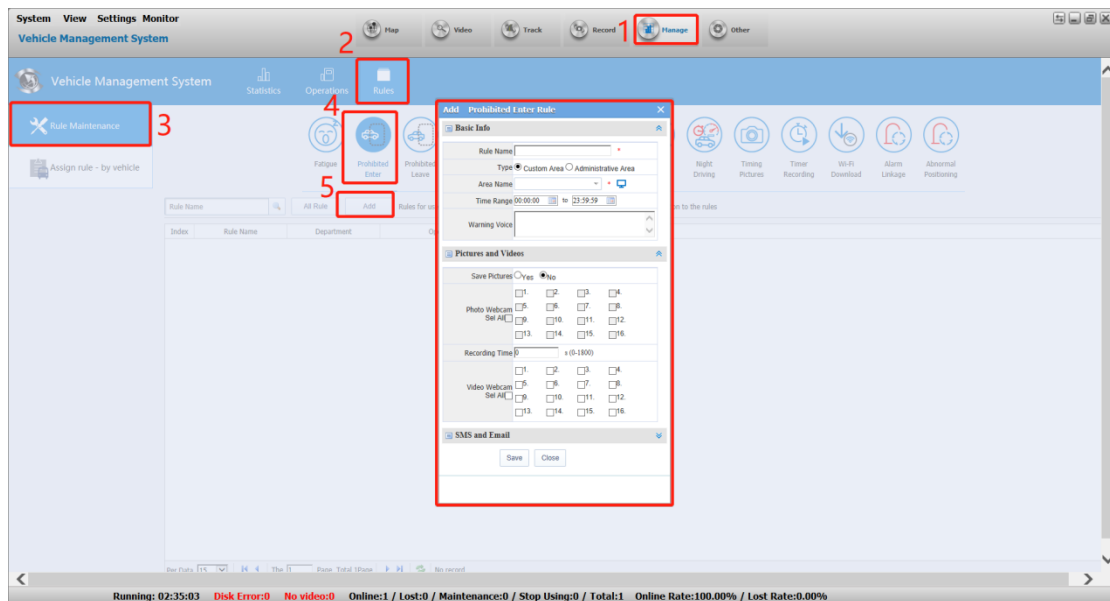 System View Settings Monitor
Vehicle Management System
Map
Video
Track
Record
Manage
Other
1
2
Vehicle Management System
Statistics
Operations
Rules
3
Rule Maintenance
Assign rule - by vehicle
4
Fatigue
Prohibited Enter
Prohibited Leave
Night Driving
Timing Pictures
Timer Recording
Wi-Fi Download
Alarm Linkage
Abnormal Positioning
5
Rule Name
All Rule
Add
Rules for us
on to the rules
Index Rule Name Department Op
Add Prohibited Enter Rule
Basic Info
Rule Name *
Type Custom Area Administrative Area
Area Name *
Time Range 00:00:00 to 23:59:59
Warning Voice
Pictures and Videos
Save Pictures Yes No
Photo Webcam
Sel All
1. 2. 3. 4.
5. 6. 7. 8.
9. 10. 11. 12.
13. 14. 15. 16.
Recording Time 0 s (0-1800)
Video Webcam
Sel All
1. 2. 3. 4.
5. 6. 7. 8.
9. 10. 11. 12.
13. 14. 15. 16.
SMS and Email
Save Close
Per Data 15 The 1 Page Total 1Page No record
Running: 02:35:03 Disk Error:0 No video:0 Online:1 / Lost:0 / Maintenance:0 / Stop Using:0 / Total:1 Online Rate:100.00% / Lost Rate:0.00%